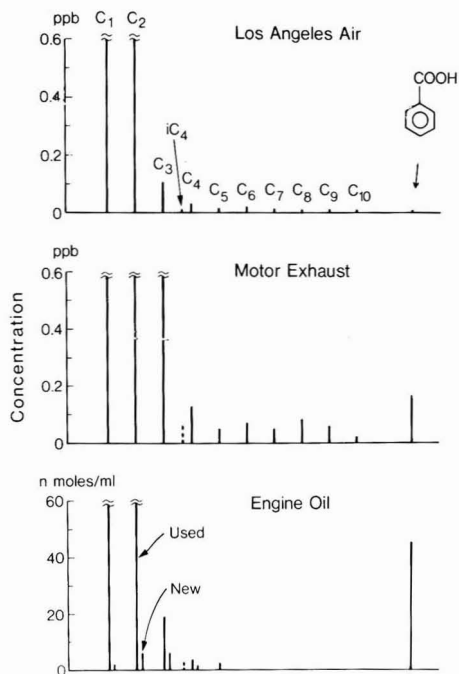 ppb C₁ C₂
Los Angeles Air
0.6
COOH
0.4
iC₄
0.2
C₃ C₄ C₅ C₆ C₇ C₈ C₉ C₁₀
0
ppb
0.6
Motor Exhaust
0.4
0.2
0
Concentration
n moles/ml
60
Engine Oil
Used
40
New
20
0